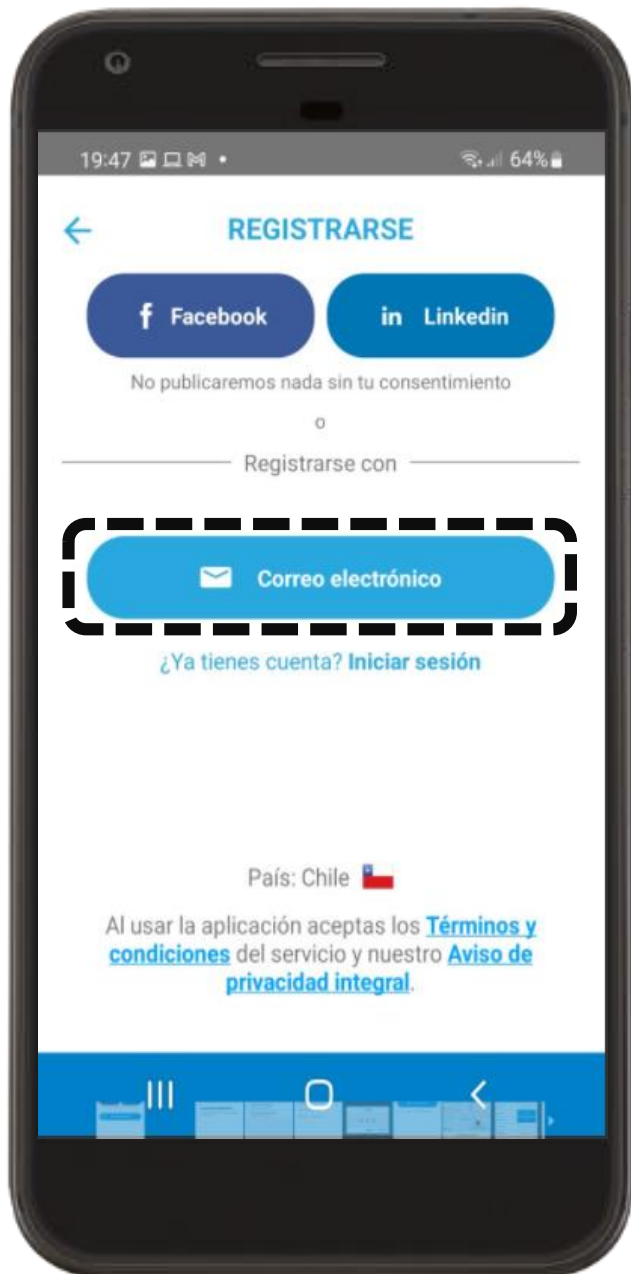 19:47 64%
REGISTRARSE
f Facebook
in Linkedin
No publicaremos nada sin tu consentimiento
o
Registrarse con
Correo electrónico
¿Ya tienes cuenta? Iniciar sesión
País: Chile
Al usar la aplicación aceptas los Términos y
condiciones del servicio y nuestro Aviso de
privacidad integral.